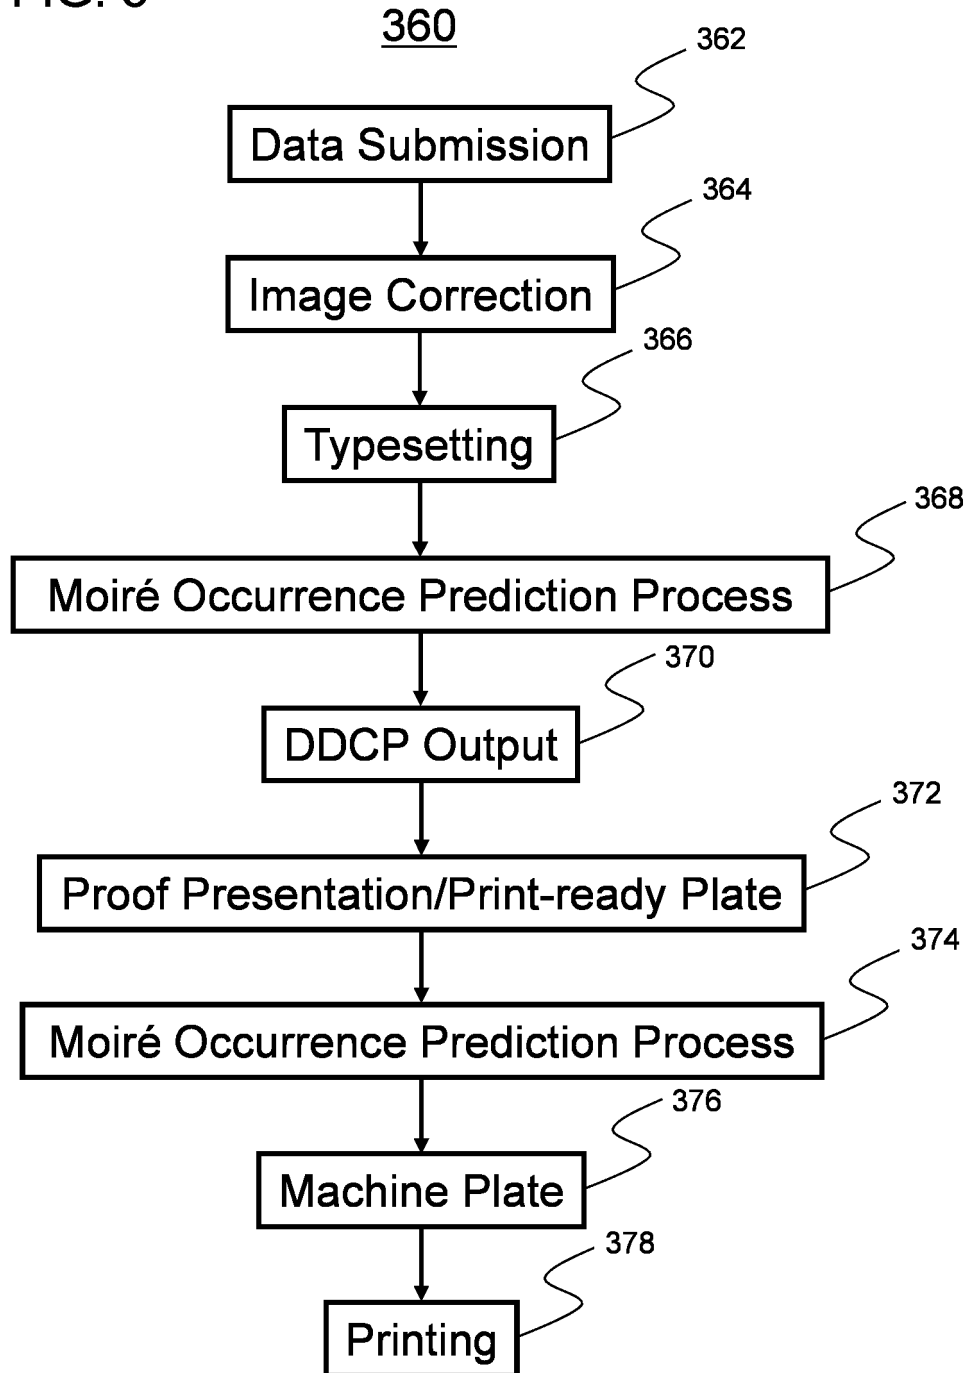 360
362
Data Submission
364
Image Correction
366
Typesetting
368
Moiré Occurrence Prediction Process
370
DDCP Output
372
Proof Presentation/Print-ready Plate
374
Moiré Occurrence Prediction Process
376
Machine Plate
378
Printing